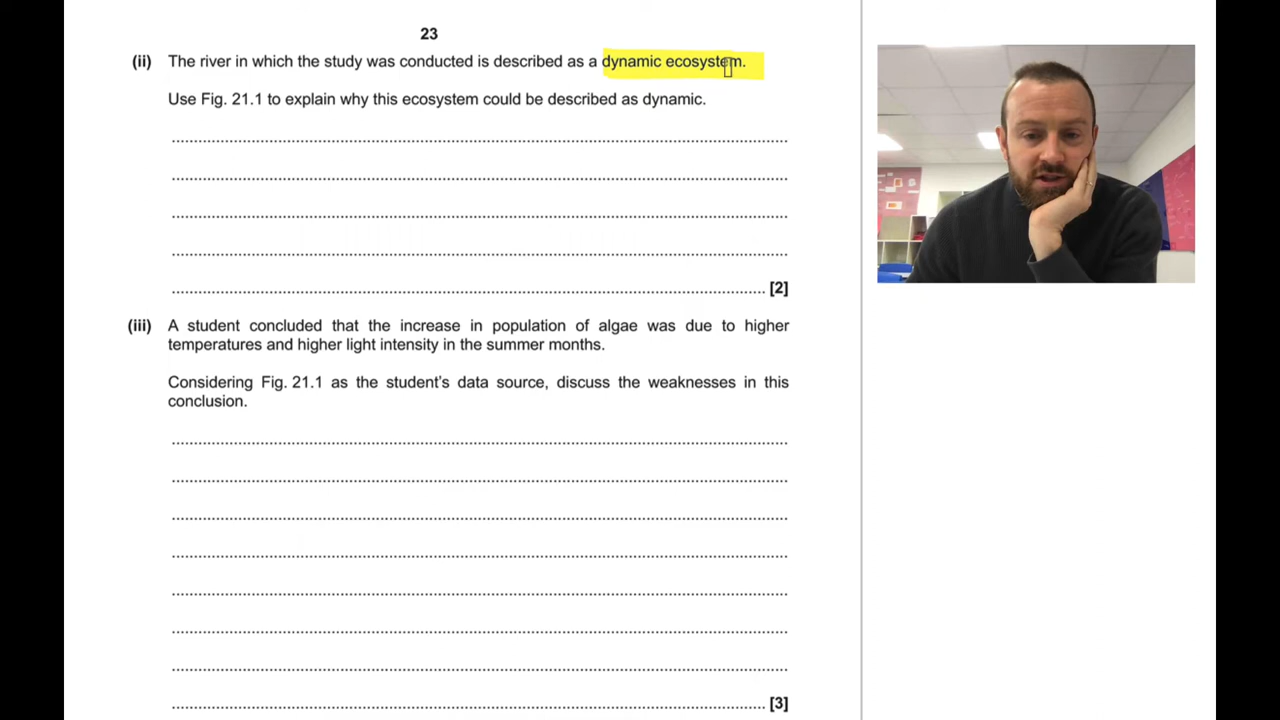 23
(ii) The river in which the study was conducted is described as a dynamic ecosystem.
Use Fig. 21.1 to explain why this ecosystem could be described as dynamic.
[2]
(iii) A student concluded that the increase in population of algae was due to higher
temperatures and higher light intensity in the summer months.
Considering Fig. 21.1 as the student's data source, discuss the weaknesses in this
conclusion.
[3]